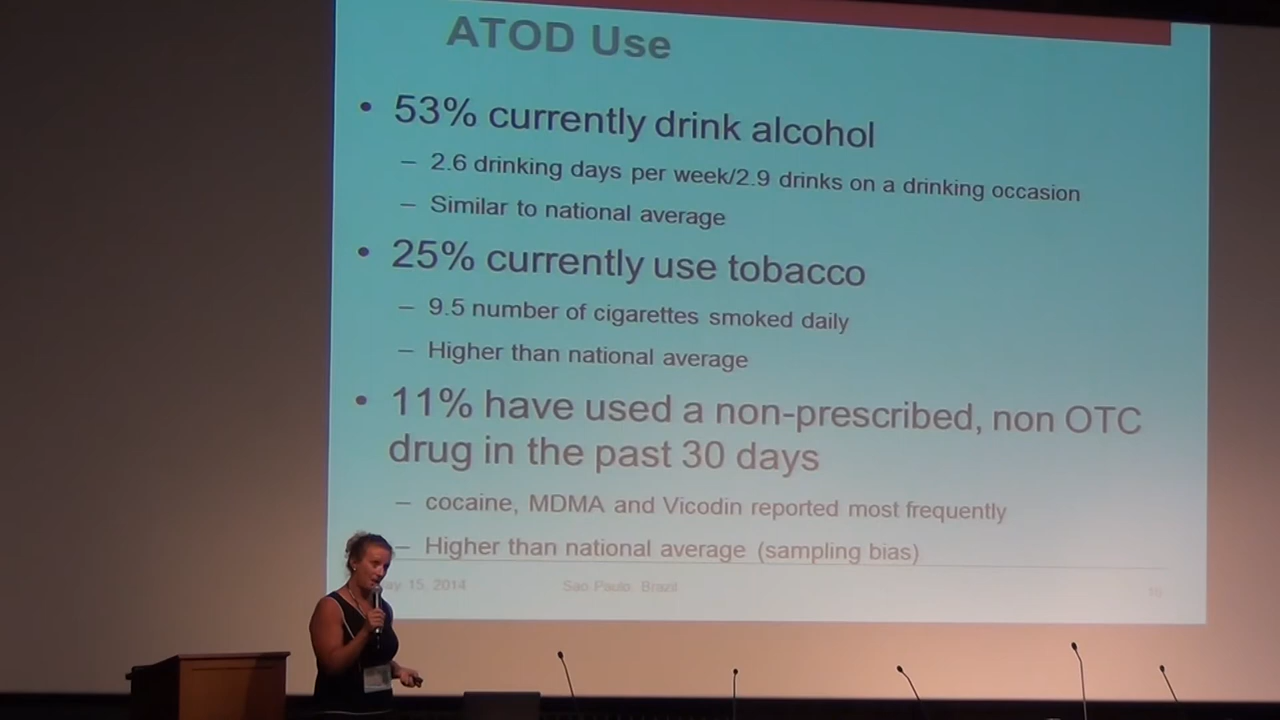 ATOD Use
• 53% currently drink alcohol
– 2.6 drinking days per week/2.9 drinks on a drinking occasion
– Similar to national average
• 25% currently use tobacco
– 9.5 number of cigarettes smoked daily
– Higher than national average
• 11% have used a non-prescribed, non OTC
drug in the past 30 days
– cocaine, MDMA and Vicodin reported most frequently
– Higher than national average (sampling bias)
15, 2014 Sao Paulo, Brazil